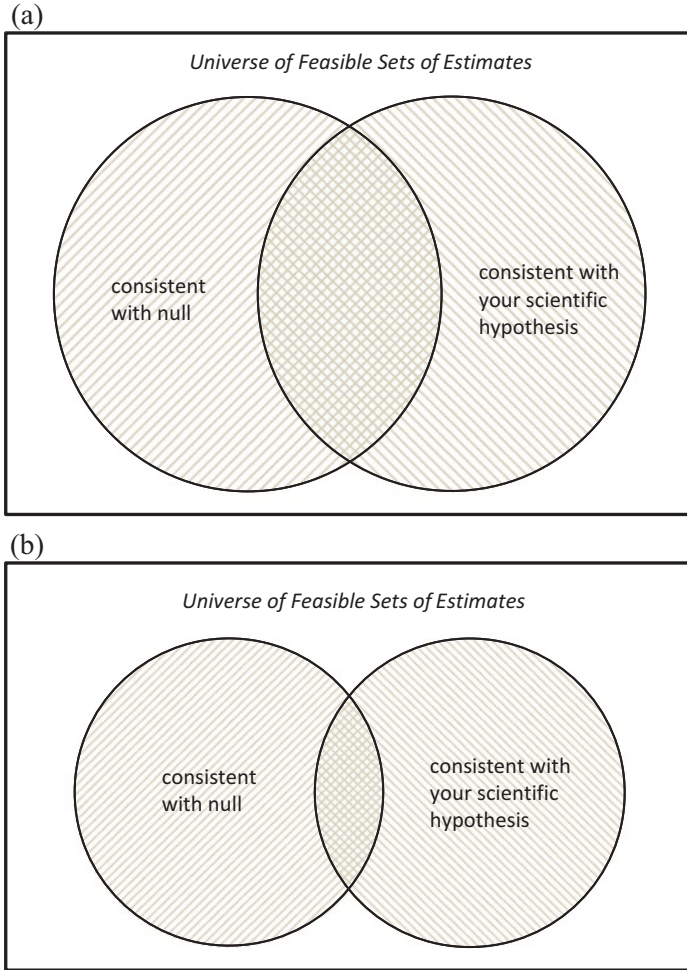 (a)
Universe of Feasible Sets of Estimates
consistent
with null
consistent with
your scientific
hypothesis
(b)
Universe of Feasible Sets of Estimates
consistent
with null
consistent with
your scientific
hypothesis